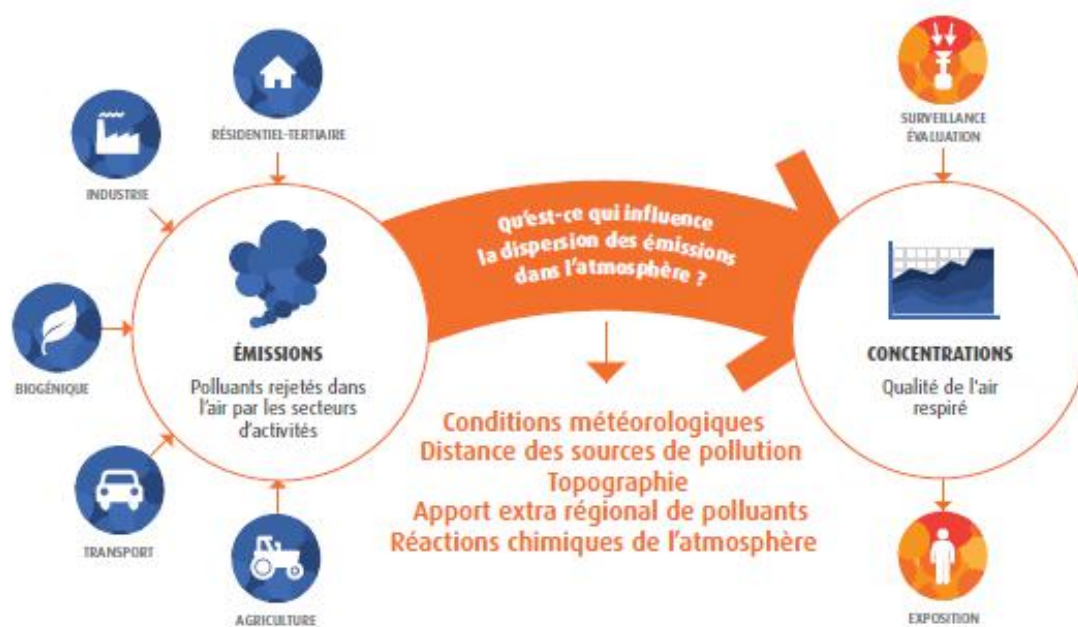 RÉSIDENTIEL-TERTIAIRE
INDUSTRIE
BIOGÉNIQUE
TRANSPORT
AGRICULTURE
ÉMISSIONS
Polluants rejetés dans
l'air par les secteurs
d'activités
Qu'est-ce qui influence
la dispersion des émissions
dans l'atmosphère ?
Conditions météorologiques
Distance des sources de pollution
Topographie
Apport extra régional de polluants
Réactions chimiques de l'atmosphère
SURVEILLANCE
ÉVALUATION
CONCENTRATIONS
Qualité de l'air
respiré
EXPOSITION